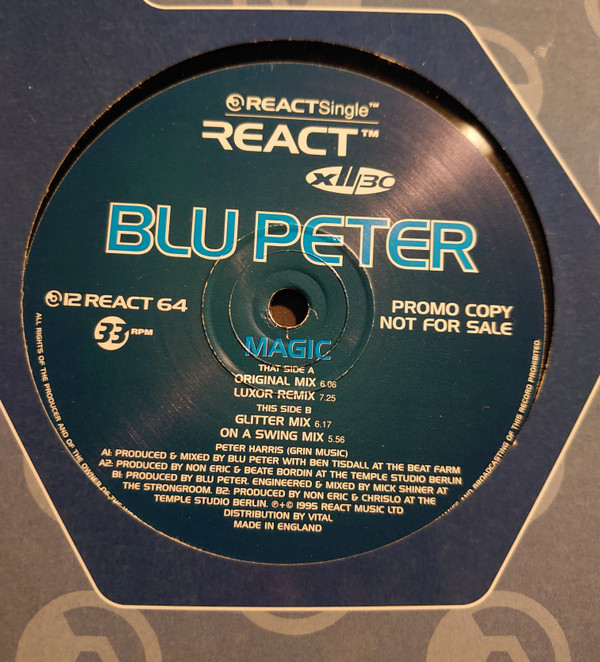 REACTSingle™
REACT™
BLU PETER
12 REACT 64
33 RPM
PROMO COPY
NOT FOR SALE
MAGIC
THAT SIDE A
ORIGINAL MIX 6.08
LUXOR REMIX 7.25
THIS SIDE B
GLITTER MIX 6.17
ON A SWING MIX 5.56
PETER HARRIS (GRIN MUSIC)
A1: PRODUCED & MIXED BY BLU PETER WITH BEN TISDALL AT THE BEAT FARM
A2: PRODUCED BY NON ERIC & BEATE BORDIN AT THE TEMPLE STUDIO BERLIN
B1: PRODUCED BY BLU PETER. ENGINEERED & MIXED BY MICK SHINER AT
THE STRONGROOM. B2: PRODUCED BY NON ERIC & CHRISLO AT THE
TEMPLE STUDIO BERLIN. ℗+© 1995 REACT MUSIC LTD
DISTRIBUTION BY VITAL
MADE IN ENGLAND
ALL RIGHTS OF THE PRODUCER AND OF THE OWNER OF THE
AND BROADCASTING OF THIS RECORD PROHIBITED.